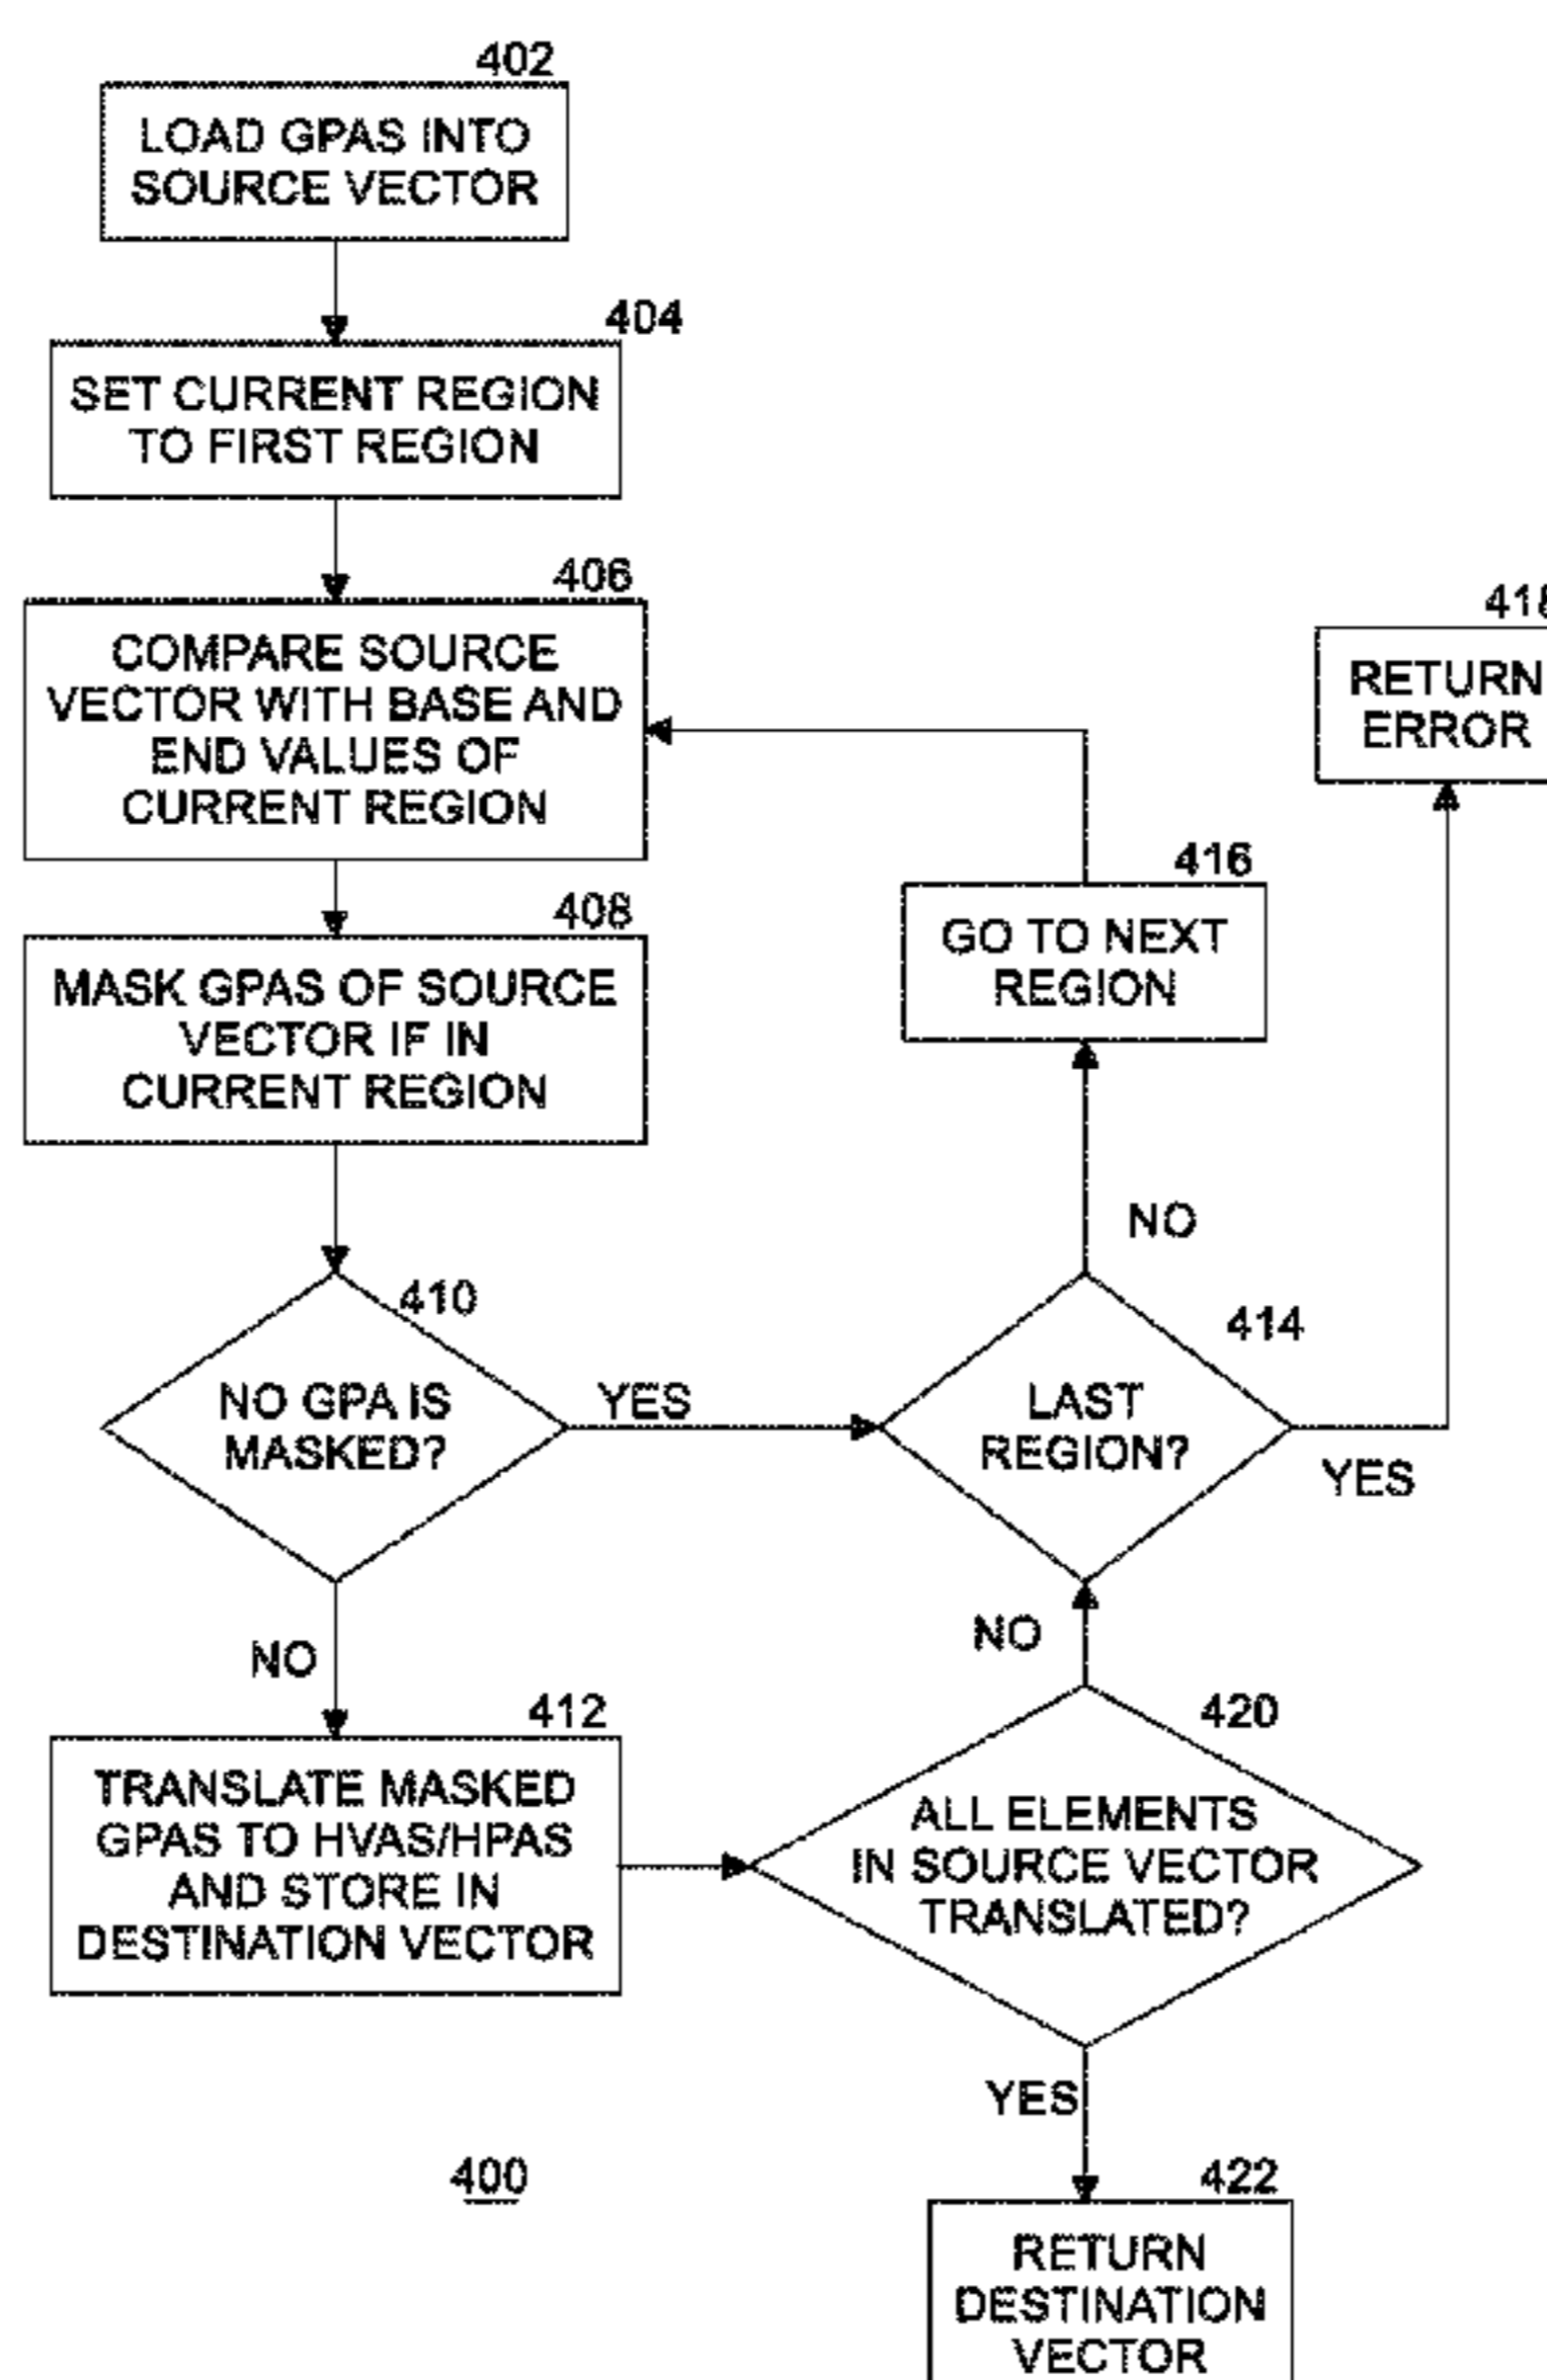 402
LOAD GPAS INTO
SOURCE VECTOR
404
SET CURRENT REGION
TO FIRST REGION
406
COMPARE SOURCE
VECTOR WITH BASE AND
END VALUES OF
CURRENT REGION
408
MASK GPAS OF SOURCE
VECTOR IF IN
CURRENT REGION
410
NO GPA IS
MASKED?
YES
NO
412
TRANSLATE MASKED
GPAS TO HVAS/HPAS
AND STORE IN
DESTINATION VECTOR
414
LAST
REGION?
NO
YES
416
GO TO NEXT
REGION
418
RETURN
ERROR
420
ALL ELEMENTS
IN SOURCE VECTOR
TRANSLATED?
NO
YES
422
RETURN
DESTINATION
VECTOR
400